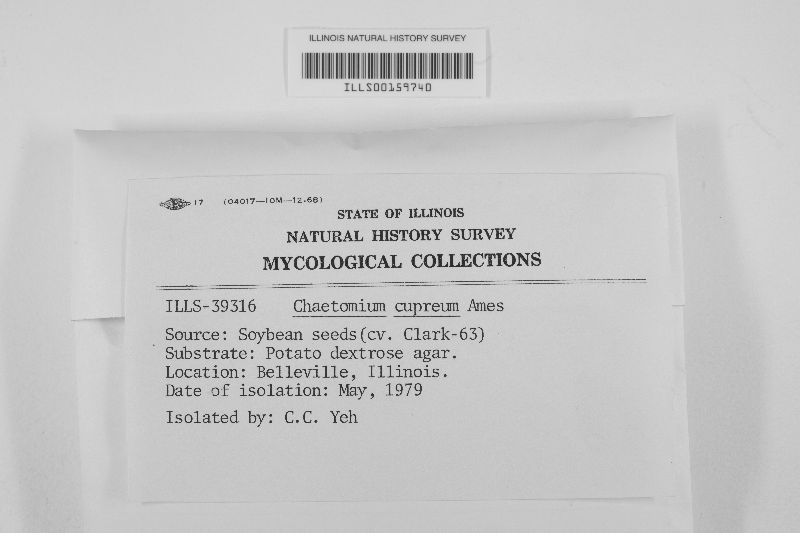 ILLINOIS NATURAL HISTORY SURVEY
ILLS00159740
17 (04017—10M—12-68)
STATE OF ILLINOIS
NATURAL HISTORY SURVEY
MYCOLOGICAL COLLECTIONS
ILLS-39316 Chaetomium cupreum Ames
Source: Soybean seeds(cv. Clark-63)
Substrate: Potato dextrose agar.
Location: Belleville, Illinois.
Date of isolation: May, 1979
Isolated by: C.C. Yeh